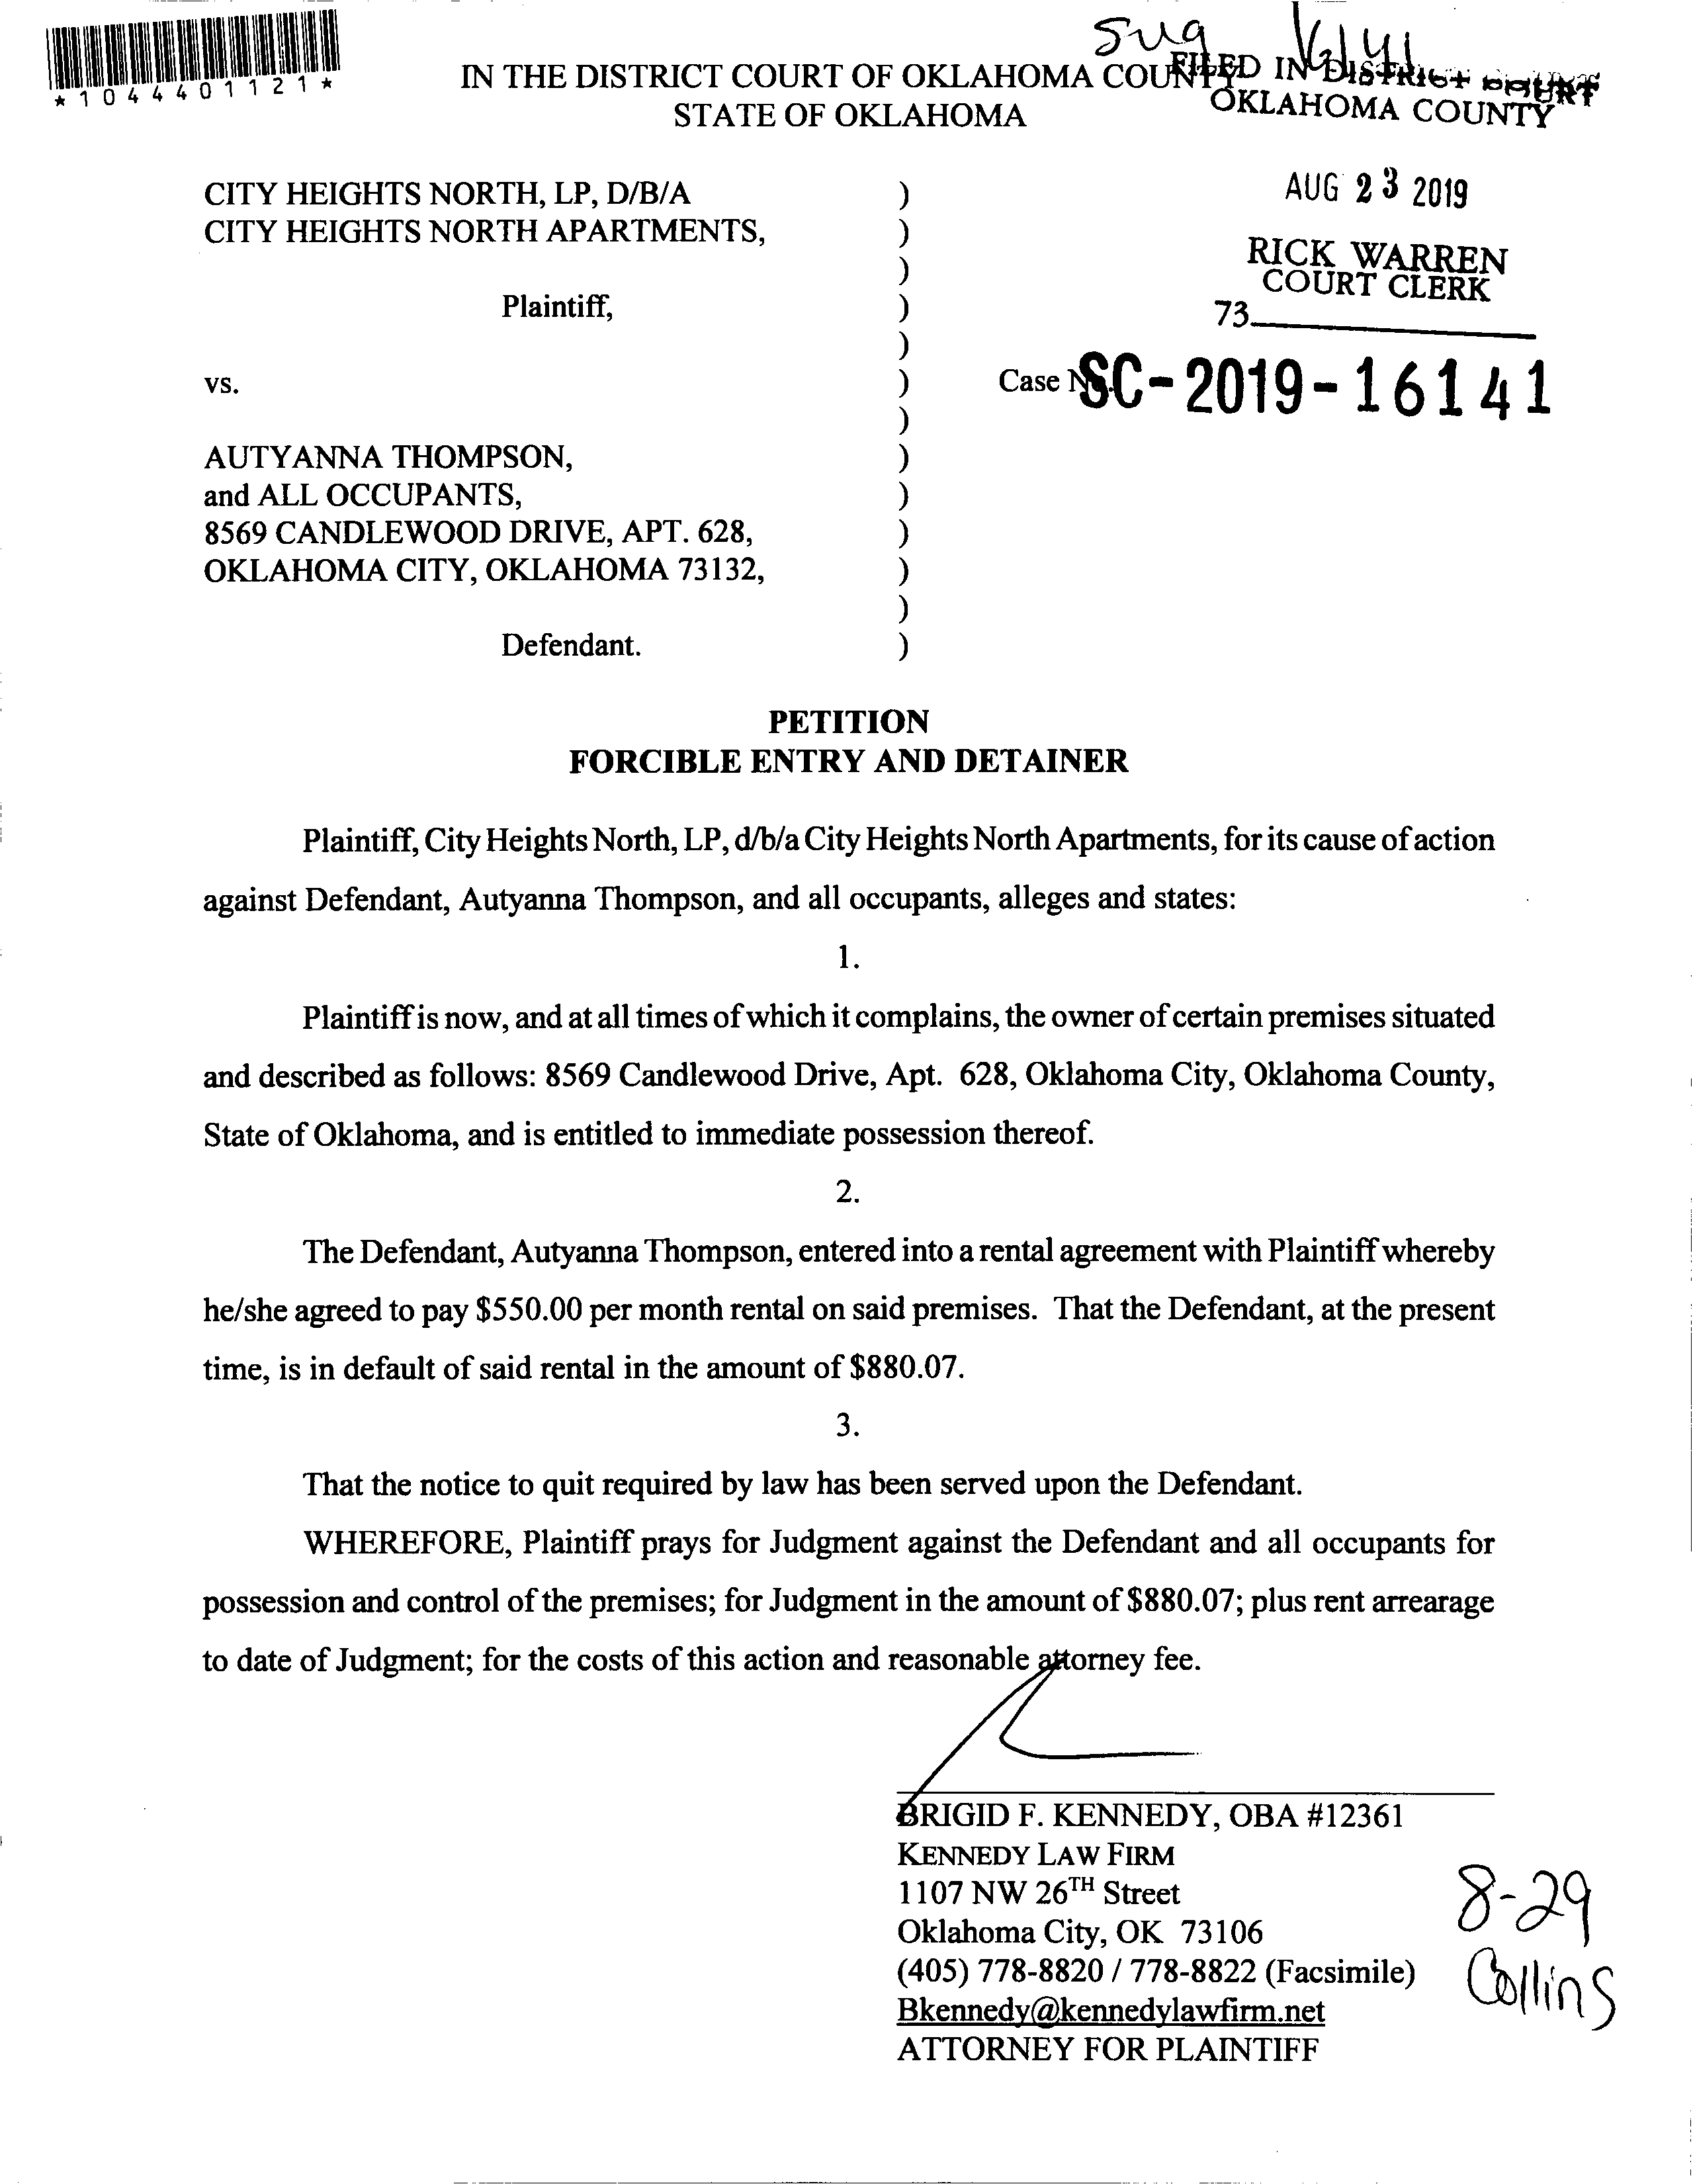 *1044401121*
IN THE DISTRICT COURT OF OKLAHOMA COUNTY
STATE OF OKLAHOMA
FILED IN DISTRICT COURT
OKLAHOMA COUNTY
AUG 23 2019
RICK WARREN
COURT CLERK
73
CITY HEIGHTS NORTH, LP, D/B/A )
CITY HEIGHTS NORTH APARTMENTS, )
)
Plaintiff, )
)
vs. ) Case No. SC-2019-16141
)
AUTYANNA THOMPSON, )
and ALL OCCUPANTS, )
8569 CANDLEWOOD DRIVE, APT. 628, )
OKLAHOMA CITY, OKLAHOMA 73132, )
)
Defendant. )
PETITION
FORCIBLE ENTRY AND DETAINER
Plaintiff, City Heights North, LP, d/b/a City Heights North Apartments, for its cause of action
against Defendant, Autyanna Thompson, and all occupants, alleges and states:
1.
Plaintiff is now, and at all times of which it complains, the owner of certain premises situated
and described as follows: 8569 Candlewood Drive, Apt. 628, Oklahoma City, Oklahoma County,
State of Oklahoma, and is entitled to immediate possession thereof.
2.
The Defendant, Autyanna Thompson, entered into a rental agreement with Plaintiff whereby
he/she agreed to pay $550.00 per month rental on said premises. That the Defendant, at the present
time, is in default of said rental in the amount of $880.07.
3.
That the notice to quit required by law has been served upon the Defendant.
WHEREFORE, Plaintiff prays for Judgment against the Defendant and all occupants for
possession and control of the premises; for Judgment in the amount of $880.07; plus rent arrearage
to date of Judgment; for the costs of this action and reasonable attorney fee.
BRIGID F. KENNEDY, OBA #12361
KENNEDY LAW FIRM
1107 NW 26TH Street
Oklahoma City, OK 73106
(405) 778-8820 / 778-8822 (Facsimile)
Bkennedy@kennedylawfirm.net
ATTORNEY FOR PLAINTIFF
8-29
Collins